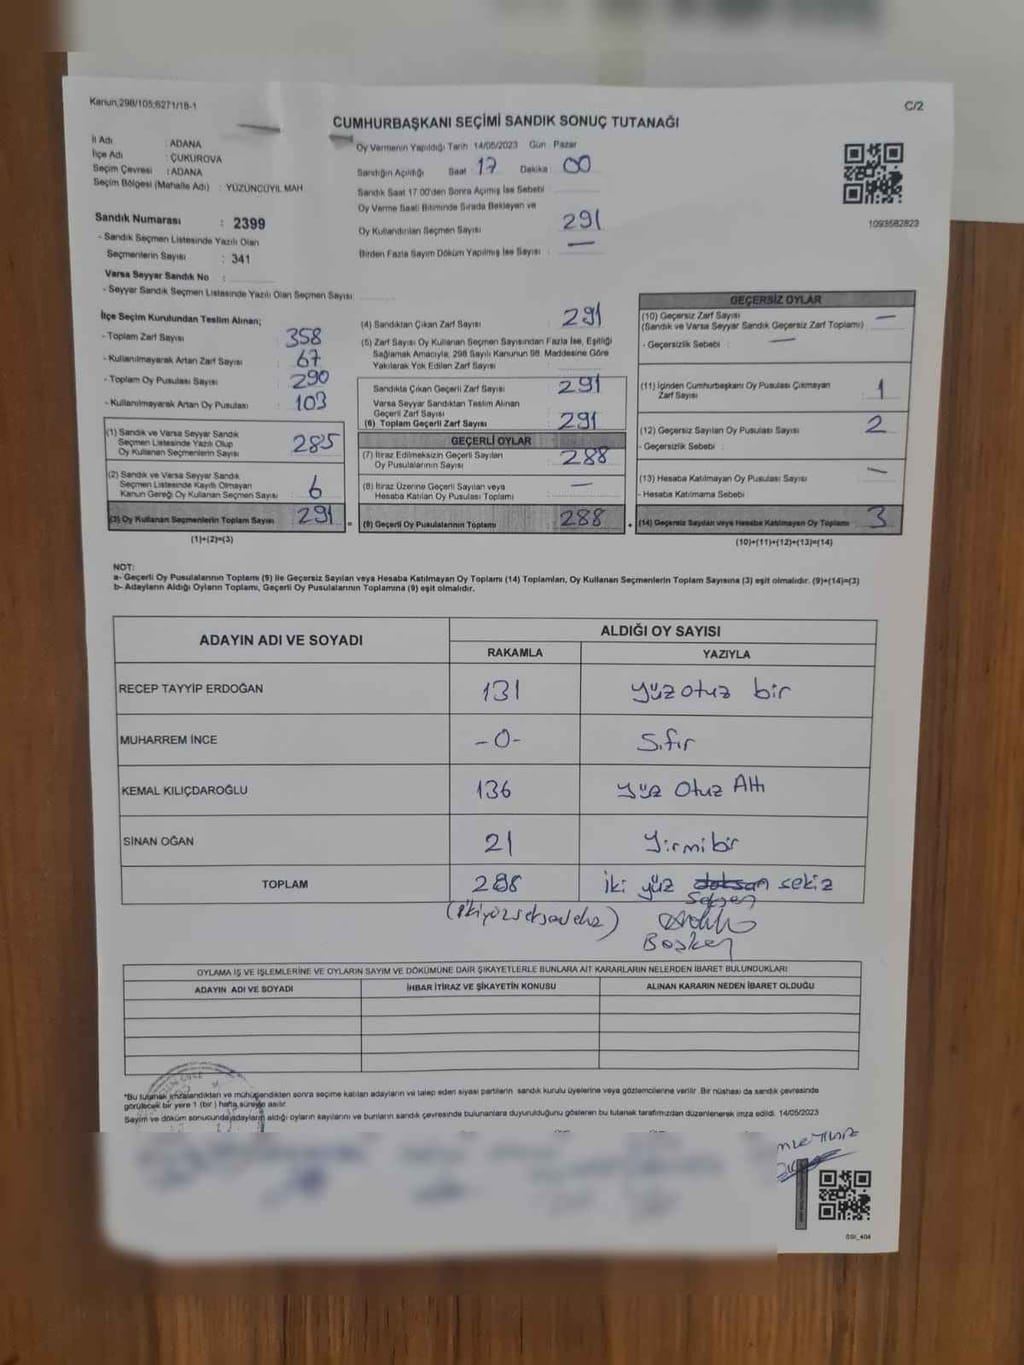 Kanun,298/105;6271/18-1
C/2
CUMHURBAŞKANI SEÇİMİ SANDIK SONUÇ TUTANAĞI
İl Adı : ADANA
İlçe Adı : ÇUKUROVA
Seçim Çevresi : ADANA
Seçim Bölgesi (Mahalle Adı) : YÜZÜNCÜYIL MAH
Sandık Numarası : 2399
- Sandık Seçmen Listesinde Yazılı Olan
Seçmenlerin Sayısı : 341
Varsa Seyyar Sandık No :
- Seyyar Sandık Seçmen Listesinde Yazılı Olan Seçmen Sayısı:
Oy Vermenin Yapıldığı Tarih 14/05/2023 Gün Pazar
Sandığın Açıldığı Saat 17 Dakika 00
Sandık Saat 17.00'den Sonra Açılmış İse Sebebi
Oy Verme Saati Bitiminde Sırada Bekleyen ve
Oy Kullandırılan Seçmen Sayısı : 291
Birden Fazla Sayım Döküm Yapılmış İse Sayısı : —
1093582823
İlçe Seçim Kurulundan Teslim Alınan;
- Toplam Zarf Sayısı : 358
- Kullanılmayarak Artan Zarf Sayısı : 67
- Toplam Oy Pusulası Sayısı : 290
- Kullanılmayarak Artan Oy Pusulası : 103
(1) Sandık ve Varsa Seyyar Sandık
Seçmen Listesinde Yazılı Olup
Oy Kullanan Seçmenlerin Sayısı : 285
(2) Sandık ve Varsa Seyyar Sandık
Seçmen Listesinde Kayıtlı Olmayan
Kanun Gereği Oy Kullanan Seçmen Sayısı : 6
(3) Oy Kullanan Seçmenlerin Toplam Sayısı : 291
(1)+(2)=(3)
(4) Sandıktan Çıkan Zarf Sayısı : 291
(5) Zarf Sayısı Oy Kullanan Seçmen Sayısından Fazla İse, Eşitliği
Sağlamak Amacıyla, 298 Sayılı Kanunun 98. Maddesine Göre
Yakılarak Yok Edilen Zarf Sayısı :
Sandıkta Çıkan Geçerli Zarf Sayısı : 291
Varsa Seyyar Sandıktan Teslim Alınan
Geçerli Zarf Sayısı
(6) Toplam Geçerli Zarf Sayısı : 291
GEÇERLİ OYLAR
(7) İtiraz Edilmeksizin Geçerli Sayılan
Oy Pusulalarının Sayısı : 288
(8) İtiraz Üzerine Geçerli Sayılan veya
Hesaba Katılan Oy Pusulası Toplamı : —
(9) Geçerli Oy Pusulalarının Toplamı : 288
GEÇERSİZ OYLAR
(10) Geçersiz Zarf Sayısı : —
(Sandık ve Varsa Seyyar Sandık Geçersiz Zarf Toplamı)
- Geçersizlik Sebebi : —
(11) İçinden Cumhurbaşkanı Oy Pusulası Çıkmayan
Zarf Sayısı : 1
(12) Geçersiz Sayılan Oy Pusulası Sayısı : 2
- Geçersizlik Sebebi :
(13) Hesaba Katılmayan Oy Pusulası Sayısı : —
- Hesaba Katılmama Sebebi
(14) Geçersiz Sayılan veya Hesaba Katılmayan Oy Toplamı : 3
(10)+(11)+(12)+(13)=(14)
NOT:
a- Geçerli Oy Pusulalarının Toplamı (9) ile Geçersiz Sayılan veya Hesaba Katılmayan Oy Toplamı (14) Toplamları, Oy Kullanan Seçmenlerin Toplam Sayısına (3) eşit olmalıdır. (9)+(14)=(3)
b- Adayların Aldığı Oyların Toplamı, Geçerli Oy Pusulalarının Toplamına (9) eşit olmalıdır.
ADAYIN ADI VE SOYADI
ALDIĞI OY SAYISI
RAKAMLA YAZIYLA
RECEP TAYYİP ERDOĞAN 131 yüzotuz bir
MUHARREM İNCE -0- Sıfır
KEMAL KILIÇDAROĞLU 136 yüz Otuz Altı
SİNAN OĞAN 21 Yirmibir
TOPLAM 288 iki yüz doksan sekiz
Seksen
Başkan
OYLAMA İŞ VE İŞLEMLERİNE VE OYLARIN SAYIM VE DÖKÜMÜNE DAİR ŞİKAYETLERLE BUNLARA AİT KARARLARIN NELERDEN İBARET BULUNDUKLARI
ADAYIN ADI VE SOYADI İHBAR İTİRAZ VE ŞİKAYETİN KONUSU ALINAN KARARIN NEDEN İBARET OLDUĞU
*Bu tutanak imzalandıktan ve mühürlendikten sonra seçime katılan adayların ve talep eden siyasi partilerin sandık kurulu üyelerine veya gözlemcilerine verilir. Bir nüshası da sandık çevresinde
görülecek bir yere 1 (bir) hafta süreyle asılır.
Sayım ve döküm sonucunda adayların aldığı oyların sayılarını ve bunların sandık çevresinde bulunanlara duyurulduğunu gösteren bu tutanak tarafımızdan düzenlenerek imza edildi. 14/05/2023